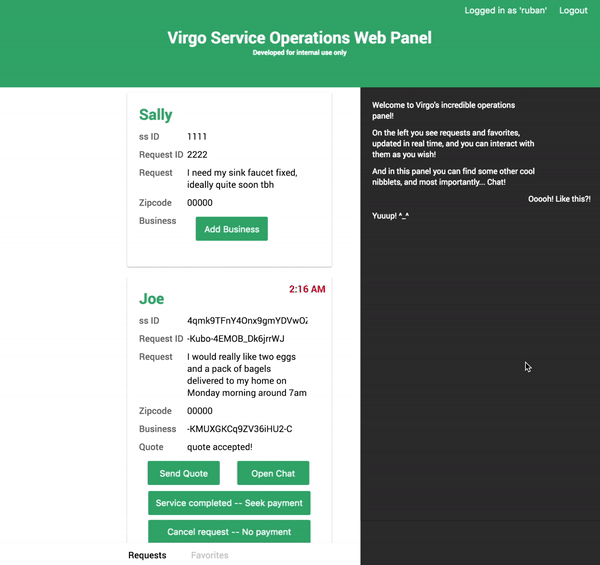 Logged in as 'ruban' Logout
Virgo Service Operations Web Panel
Developed for internal use only
Sally
ss ID 1111
Request ID 2222
Request I need my sink faucet fixed,
ideally quite soon tbh
Zipcode 00000
Business Add Business
2:16 AM
Joe
ss ID 4qmk9TFnY4Onx9gmYDVwO
Request ID -Kubo-4EMOB_Dk6jrrWJ
Request I would really like two eggs
and a pack of bagels
delivered to my home on
Monday morning around 7am
Zipcode 00000
Business -KMUXGKCq9ZV36iHU2-C
Quote quote accepted!
Send Quote Open Chat
Service completed -- Seek payment
Cancel request -- No payment
Requests Favorites
Welcome to Virgo's incredible operations
panel!
On the left you see requests and favorites,
updated in real time, and you can interact with
them as you wish!
And in this panel you can find some other cool
nibblets, and most importantly... Chat!
Ooooh! Like this?!
Yuuup! ^_^